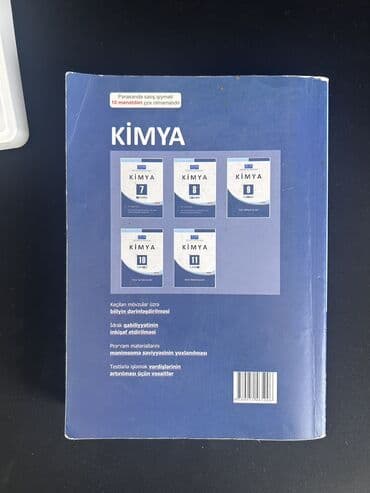 Pərakəndə satış qiyməti
10 manatdan çox olmamalıdır
KİMYA
KİMYA
7
KİMYA
8
KİMYA
9
KİMYA
10
KİMYA
11
Keçilən mövzular üzrə
biliyin dərinləşdirilməsi
İdrak qabiliyyətinin
inkişaf etdirilməsi
Proqram materiallarını
mənimsəmə səviyyəsinin yoxlanılması
Testlərlə işləmək vərdişlərinin
artırılması üçün vəsaitlər